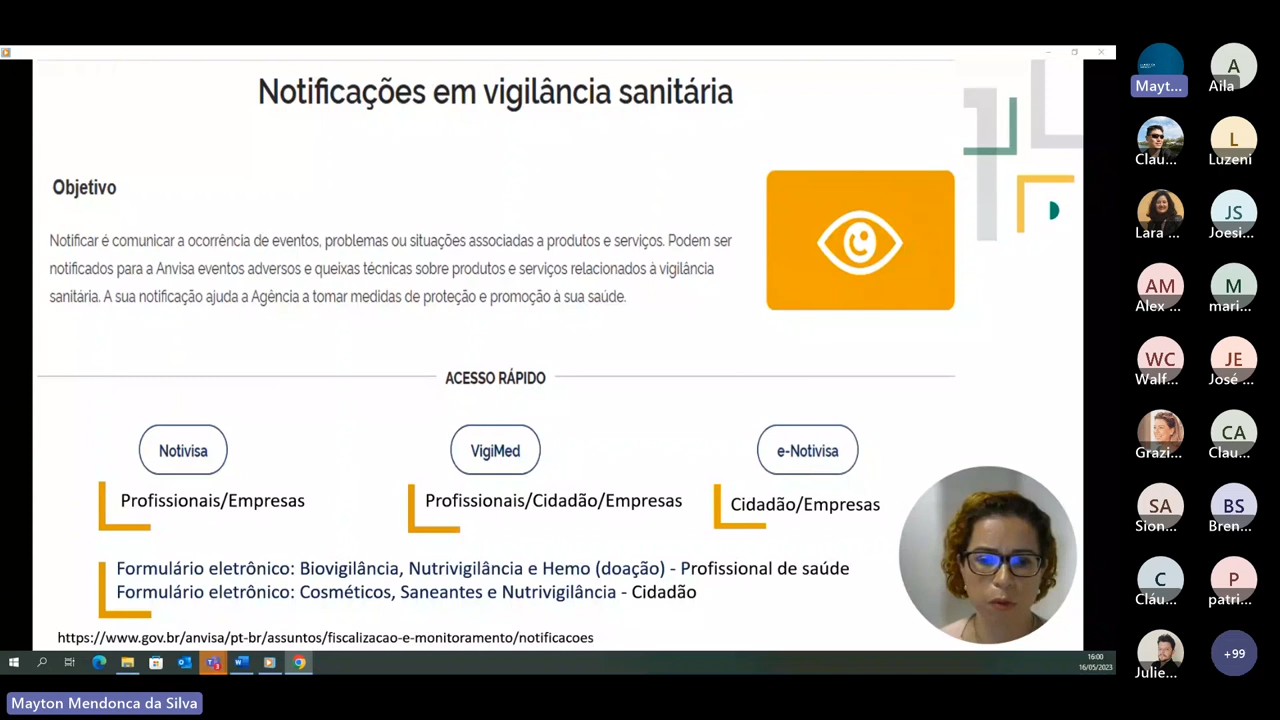 Notificações em vigilância sanitária
Objetivo
Notificar é comunicar a ocorrência de eventos, problemas ou situações associadas a produtos e serviços. Podem ser
notificados para a Anvisa eventos adversos e queixas técnicas sobre produtos e serviços relacionados à vigilância
sanitária. A sua notificação ajuda a Agência a tomar medidas de proteção e promoção à sua saúde.
ACESSO RÁPIDO
Notivisa
VigiMed
e-Notivisa
Profissionais/Empresas
Profissionais/Cidadão/Empresas
Cidadão/Empresas
Formulário eletrônico: Biovigilância, Nutrivigilância e Hemo (doação) - Profissional de saúde
Formulário eletrônico: Cosméticos, Saneantes e Nutrivigilância - Cidadão
https://www.gov.br/anvisa/pt-br/assuntos/fiscalizacao-e-monitoramento/notificacoes
16:00
16/05/2023
Mayton Mendonca da Silva
Mayt...
A
Aila
Clau...
L
Luzeni
Lara ...
JS
Joesi...
AM
Alex ...
M
mari...
WC
Walf...
JE
José ...
Grazi...
CA
Clau...
SA
Sion...
BS
Bren...
C
Cláu...
P
patri...
Julie...
+99